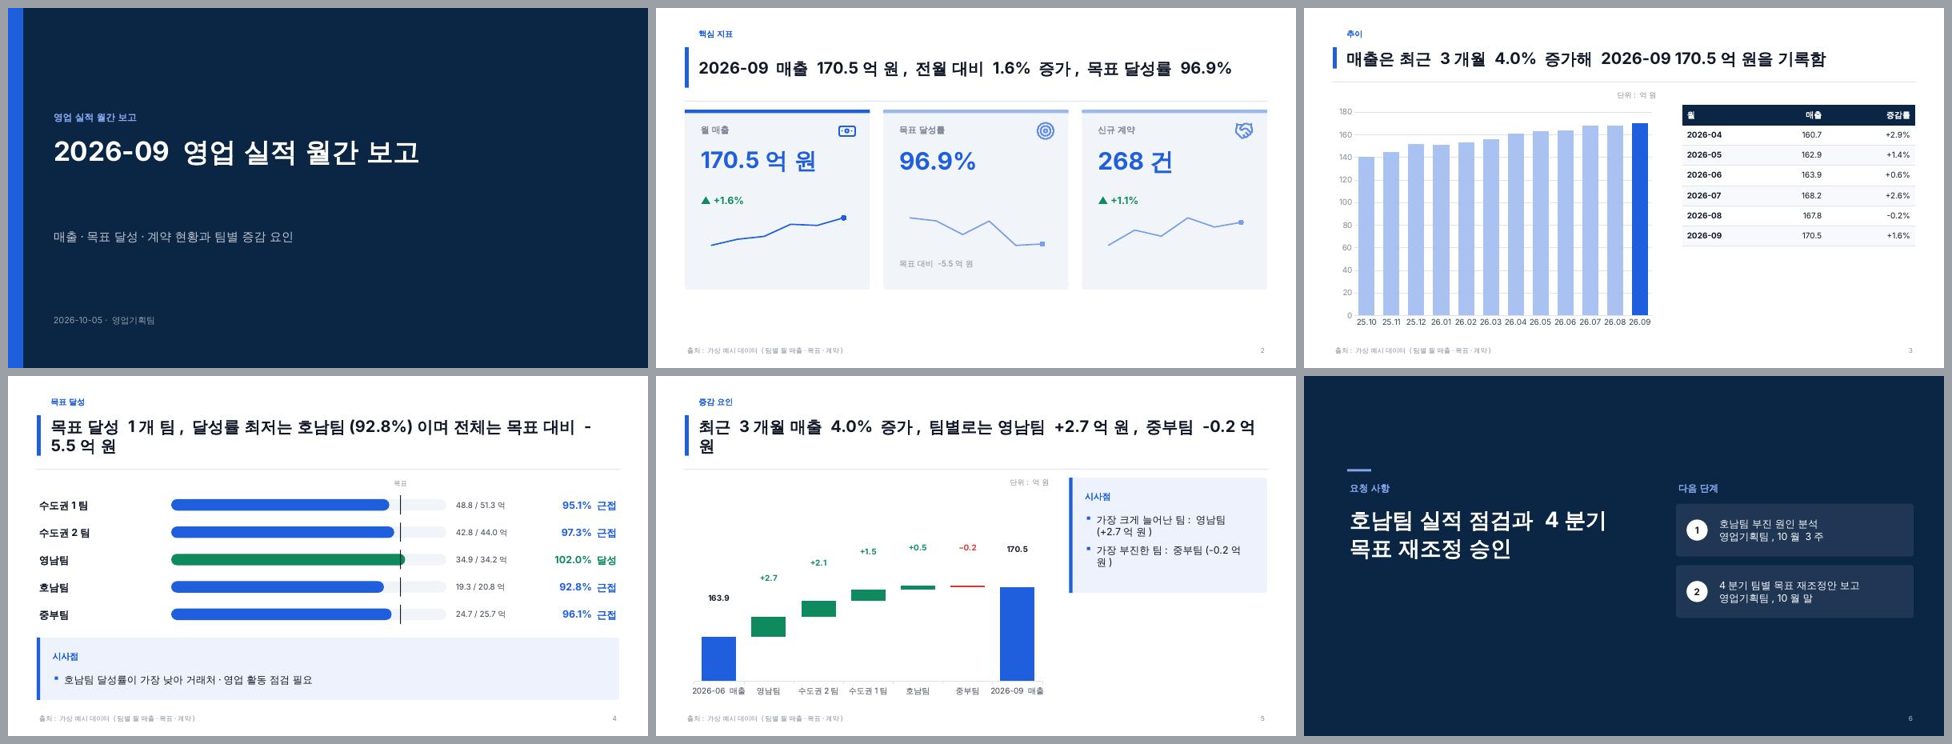 영업 실적 월간 보고
2026-09 영업 실적 월간 보고
매출 · 목표 달성 · 계약 현황과 팀별 증감 요인
2026-10-05 · 영업기획팀
핵심 지표
2026-09 매출 170.5 억 원 , 전월 대비 1.6% 증가 , 목표 달성률 96.9%
월 매출
170.5 억 원
▲ +1.6%
목표 달성률
96.9%
목표 대비 -5.5 억 원
신규 계약
268 건
▲ +1.1%
출처 : 가상 예시 데이터 ( 팀별 월 매출 · 목표 · 계약 )
2
추이
매출은 최근 3 개월 4.0% 증가해 2026-09 170.5 억 원을 기록함
단위 : 억 원
180
160
140
120
100
80
60
40
20
0
25.10 25.11 25.12 26.01 26.02 26.03 26.04 26.05 26.06 26.07 26.08 26.09
월 매출 증감률
2026-04 160.7 +2.9%
2026-05 162.9 +1.4%
2026-06 163.9 +0.6%
2026-07 168.2 +2.6%
2026-08 167.8 -0.2%
2026-09 170.5 +1.6%
출처 : 가상 예시 데이터 ( 팀별 월 매출 · 목표 · 계약 )
3
목표 달성
목표 달성 1 개 팀 , 달성률 최저는 호남팀 (92.8%) 이며 전체는 목표 대비 -
5.5 억 원
목표
수도권 1 팀 48.8 / 51.3 억 95.1% 근접
수도권 2 팀 42.8 / 44.0 억 97.3% 근접
영남팀 34.9 / 34.2 억 102.0% 달성
호남팀 19.3 / 20.8 억 92.8% 근접
중부팀 24.7 / 25.7 억 96.1% 근접
시사점
호남팀 달성률이 가장 낮아 거래처 · 영업 활동 점검 필요
출처 : 가상 예시 데이터 ( 팀별 월 매출 · 목표 · 계약 )
4
증감 요인
최근 3 개월 매출 4.0% 증가 , 팀별로는 영남팀 +2.7 억 원 , 중부팀 -0.2 억
원
단위 : 억 원
163.9
+2.7
+2.1
+1.5
+0.5
−0.2
170.5
2026-06 매출 영남팀 수도권 2 팀 수도권 1 팀 호남팀 중부팀 2026-09 매출
시사점
가장 크게 늘어난 팀 : 영남팀
(+2.7 억 원 )
가장 부진한 팀 : 중부팀 (-0.2 억
원 )
출처 : 가상 예시 데이터 ( 팀별 월 매출 · 목표 · 계약 )
5
요청 사항
호남팀 실적 점검과 4 분기
목표 재조정 승인
다음 단계
1
호남팀 부진 원인 분석
영업기획팀 , 10 월 3 주
2
4 분기 팀별 목표 재조정안 보고
영업기획팀 , 10 월 말
6